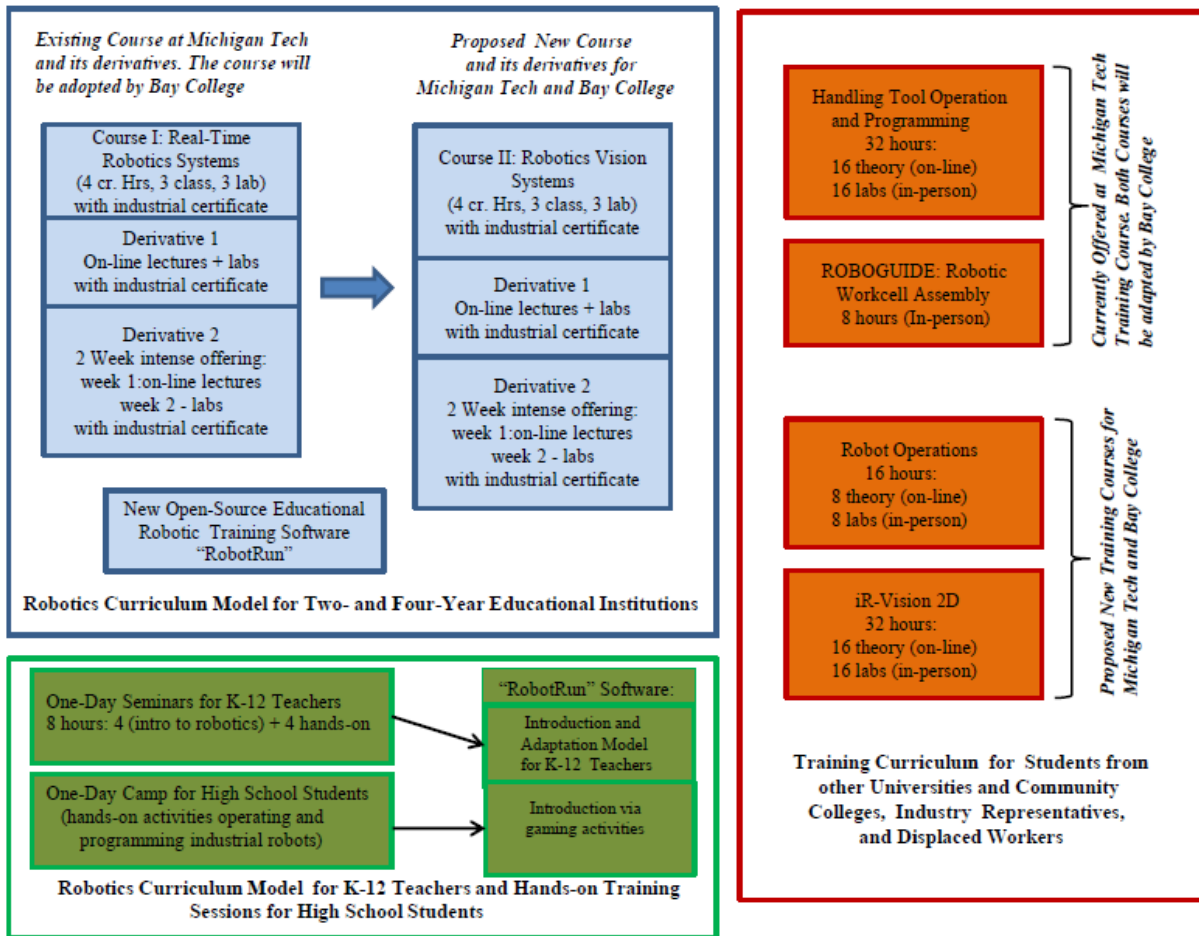 Existing Course at Michigan Tech
and its derivatives. The course will
be adopted by Bay College
Course I: Real-Time
Robotics Systems
(4 cr. Hrs, 3 class, 3 lab)
with industrial certificate
Derivative 1
On-line lectures + labs
with industrial certificate
Derivative 2
2 Week intense offering:
week 1:on-line lectures
week 2 - labs
with industrial certificate
Proposed New Course
and its derivatives for
Michigan Tech and Bay College
Course II: Robotics Vision
Systems
(4 cr. Hrs, 3 class, 3 lab)
with industrial certificate
Derivative 1
On-line lectures + labs
with industrial certificate
Derivative 2
2 Week intense offering:
week 1:on-line lectures
week 2 - labs
with industrial certificate
New Open-Source Educational
Robotic Training Software
“RobotRun”
Robotics Curriculum Model for Two- and Four-Year Educational Institutions
One-Day Seminars for K-12 Teachers
8 hours: 4 (intro to robotics) + 4 hands-on
One-Day Camp for High School Students
(hands-on activities operating and
programming industrial robots)
“RobotRun” Software:
Introduction and
Adaptation Model
for K-12 Teachers
Introduction via
gaming activities
Robotics Curriculum Model for K-12 Teachers and Hands-on Training
Sessions for High School Students
Handling Tool Operation
and Programming
32 hours:
16 theory (on-line)
16 labs (in-person)
ROBOGUIDE: Robotic
Workcell Assembly
8 hours (In-person)
Currently Offered at Michigan Tech
Training Course. Both Courses will
be adapted by Bay College
Robot Operations
16 hours:
8 theory (on-line)
8 labs (in-person)
iR-Vision 2D
32 hours:
16 theory (on-line)
16 labs (in-person)
Proposed New Training Courses for
Michigan Tech and Bay College
Training Curriculum for Students from
other Universities and Community
Colleges, Industry Representatives,
and Displaced Workers